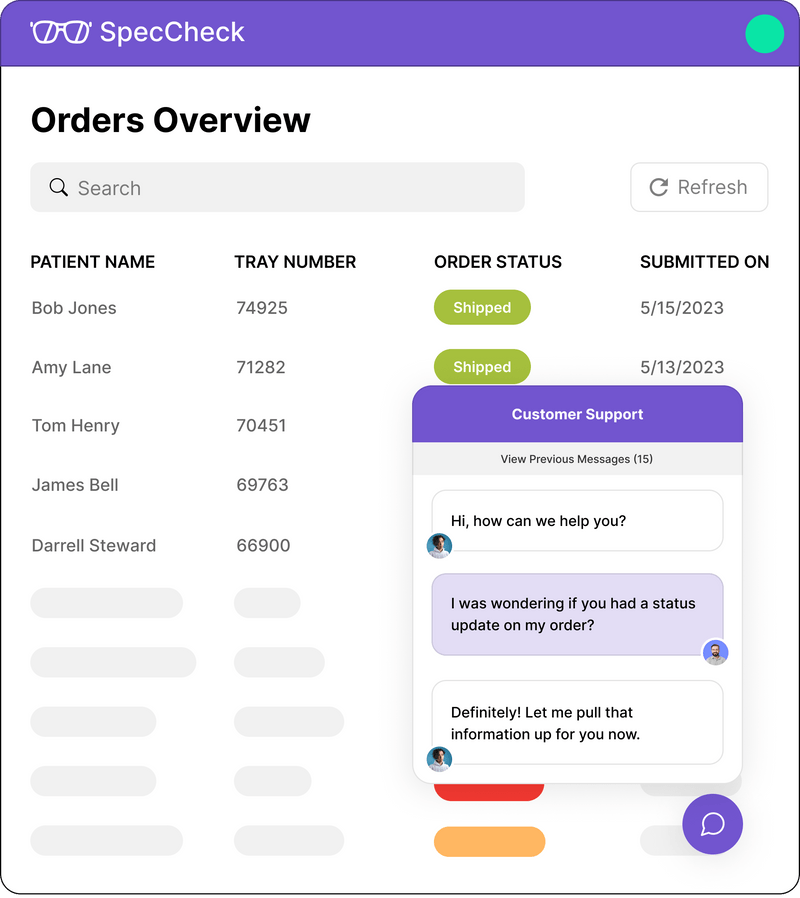 SpecCheck
Orders Overview
Search
Refresh
PATIENT NAME TRAY NUMBER ORDER STATUS SUBMITTED ON
Bob Jones 74925 Shipped 5/15/2023
Amy Lane 71282 Shipped 5/13/2023
Tom Henry 70451
James Bell 69763
Darrell Steward 66900
Customer Support
View Previous Messages (15)
Hi, how can we help you?
I was wondering if you had a status
update on my order?
Definitely! Let me pull that
information up for you now.